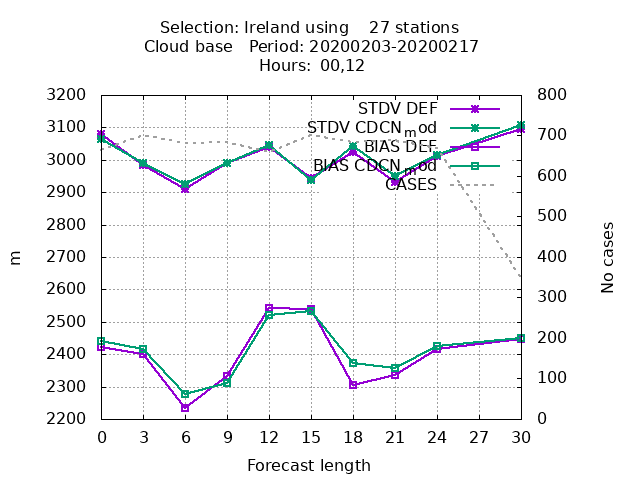 Selection: Ireland using    27 stations
Cloud base   Period: 20200203-20200217
Hours:  00,12
3200
3100
3000
2900
2800
2700
2600
2500
2400
2300
2200
m
800
700
600
500
400
300
200
100
0
No cases
STDV DEF
STDV CDCNmod
BIAS DEF
BIAS CDCNmod
CASES
0 3 6 9 12 15 18 21 24 27 30
Forecast length